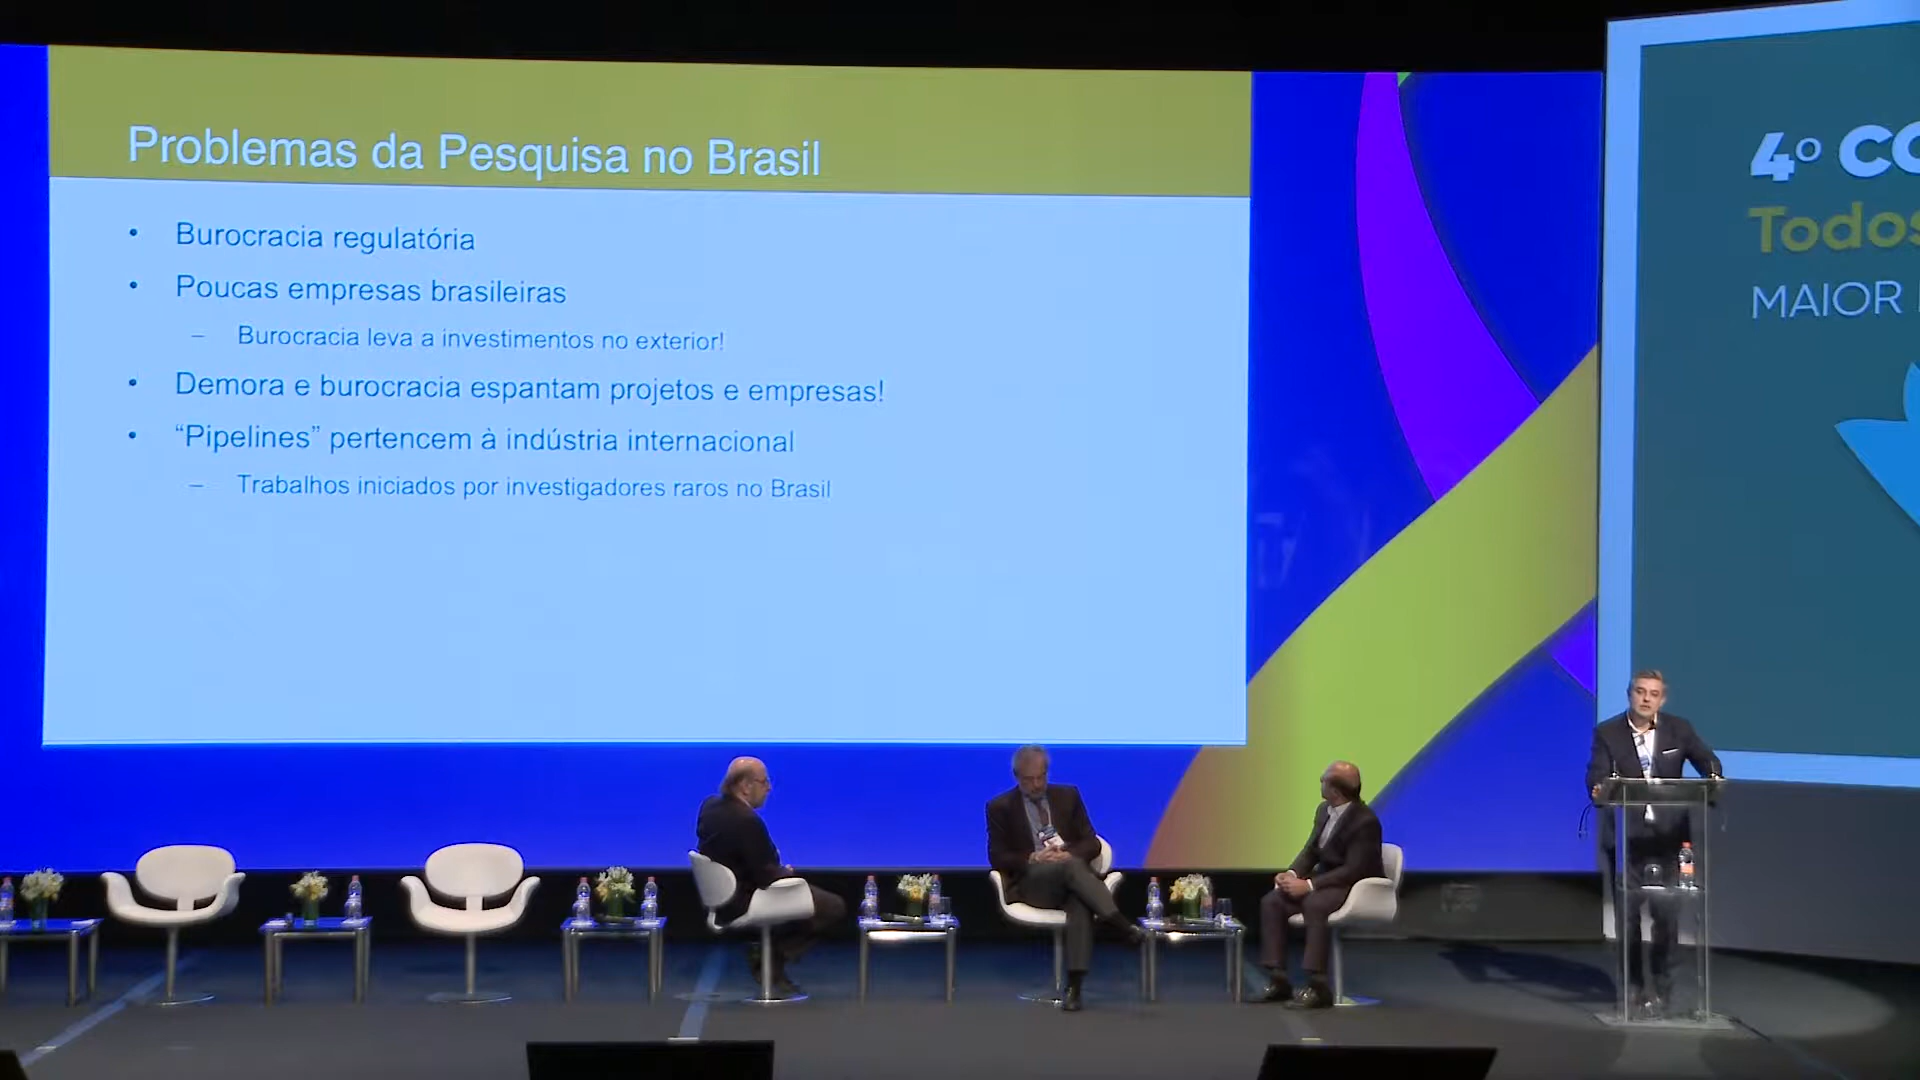 Problemas da Pesquisa no Brasil
• Burocracia regulatória
• Poucas empresas brasileiras
– Burocracia leva a investimentos no exterior!
• Demora e burocracia espantam projetos e empresas!
• “Pipelines” pertencem à indústria internacional
– Trabalhos iniciados por investigadores raros no Brasil
4º
Todos
MAIOR